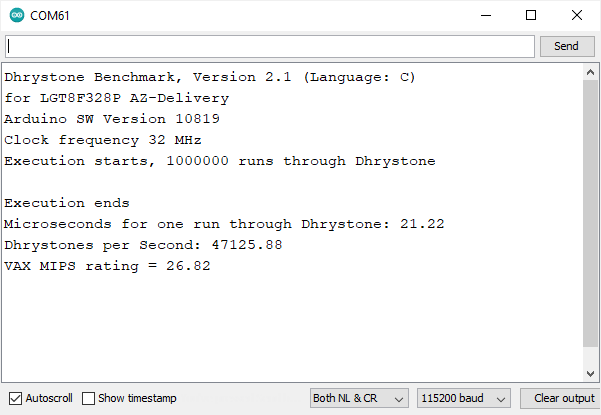 COM61
Send
Dhrystone Benchmark, Version 2.1 (Language: C)
for LGT8F328P AZ-Delivery
Arduino SW Version 10819
Clock frequency 32 MHz
Execution starts, 1000000 runs through Dhrystone
Execution ends
Microseconds for one run through Dhrystone: 21.22
Dhrystones per Second: 47125.88
VAX MIPS rating = 26.82
Autoscroll Show timestamp Both NL & CR 115200 baud Clear output